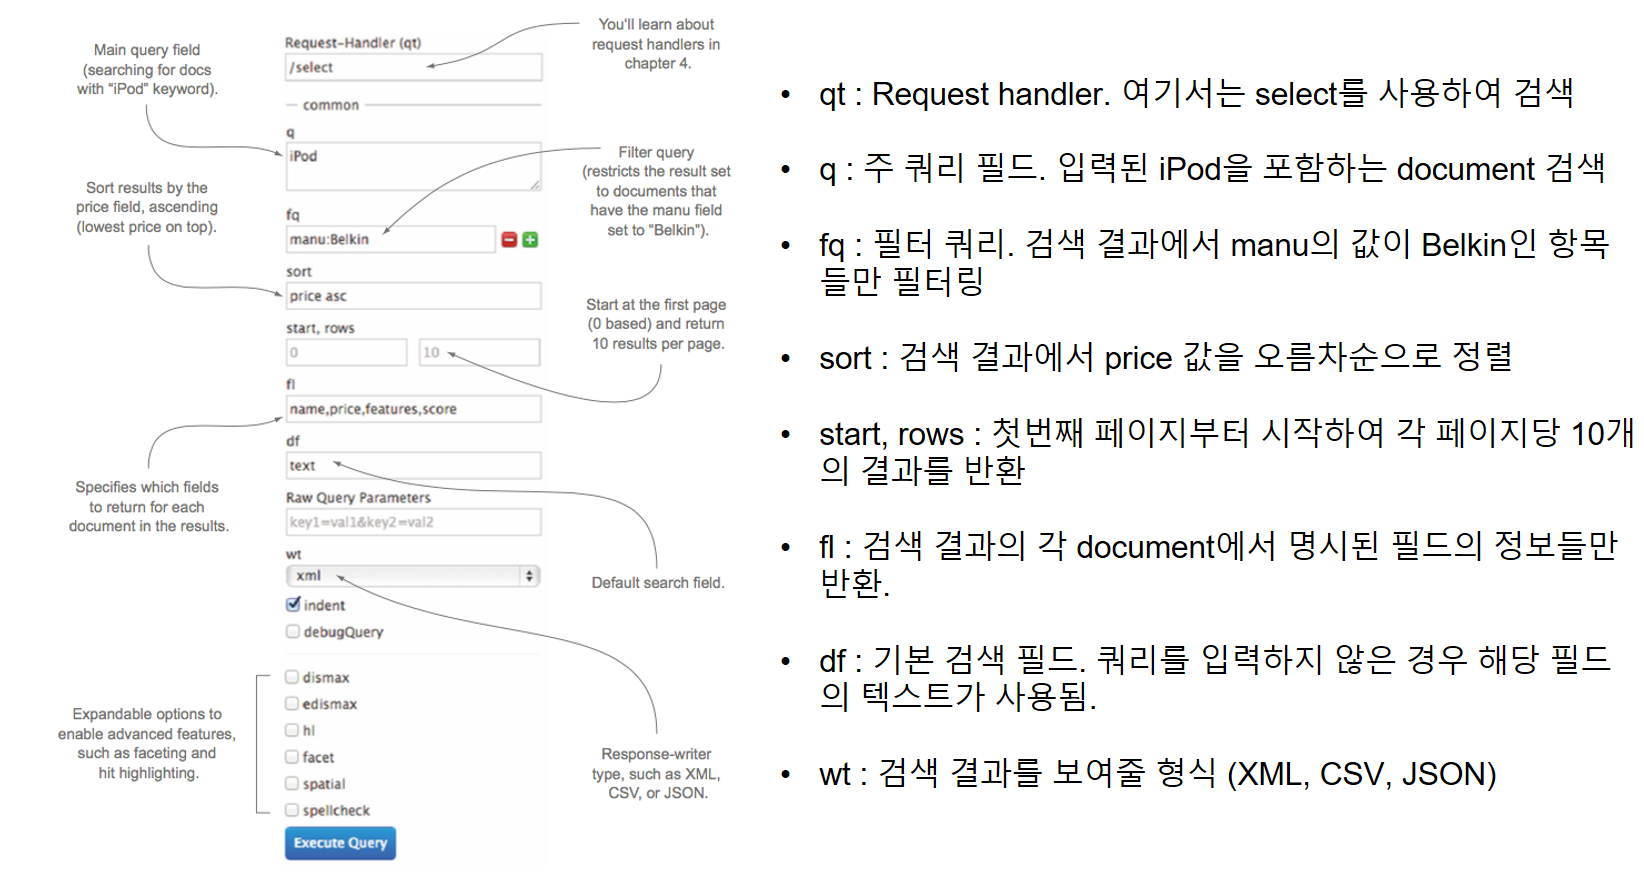 Main query field
(searching for docs
with “iPod” keyword).
Sort results by the
price field, ascending
(lowest price on top).
Specifies which fields
to return for each
document in the results.
Expandable options to
enable advanced features,
such as faceting and
hit highlighting.
Request-Handler (qt)
/select
common
q
iPod
fq
manu:Belkin
sort
price asc
start, rows
0 10
fl
name,price,features,score
df
text
Raw Query Parameters
key1=val1&key2=val2
wt
xml
indent
debugQuery
dismax
edismax
hl
facet
spatial
spellcheck
Execute Query
You'll learn about
request handlers in
chapter 4.
Filter query
(restricts the result set
to documents that
have the manu field
set to “Belkin”).
Start at the first page
(0 based) and return
10 results per page.
Default search field.
Response-writer
type, such as XML,
CSV, or JSON.
• qt : Request handler. 여기서는 select를 사용하여 검색
• q : 주 쿼리 필드. 입력된 iPod을 포함하는 document 검색
• fq : 필터 쿼리. 검색 결과에서 manu의 값이 Belkin인 항목
들만 필터링
• sort : 검색 결과에서 price 값을 오름차순으로 정렬
• start, rows : 첫번째 페이지부터 시작하여 각 페이지당 10개
의 결과를 반환
• fl : 검색 결과의 각 document에서 명시된 필드의 정보들만
반환.
• df : 기본 검색 필드. 쿼리를 입력하지 않은 경우 해당 필드
의 텍스트가 사용됨.
• wt : 검색 결과를 보여줄 형식 (XML, CSV, JSON)